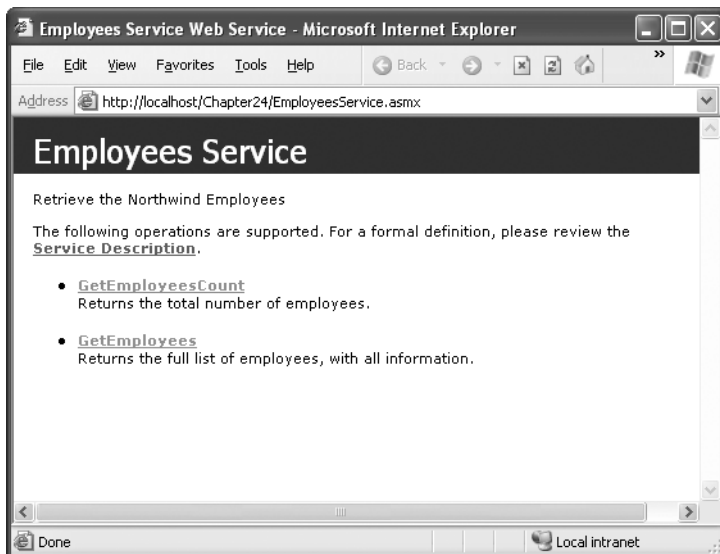 Employees Service Web Service - Microsoft Internet Explorer
File Edit View Favorites Tools Help Back »
Address http://localhost/Chapter24/EmployeesService.asmx
Employees Service
Retrieve the Northwind Employees
The following operations are supported. For a formal definition, please review the
Service Description.
• GetEmployeesCount
Returns the total number of employees.
• GetEmployees
Returns the full list of employees, with all information.
Done Local intranet